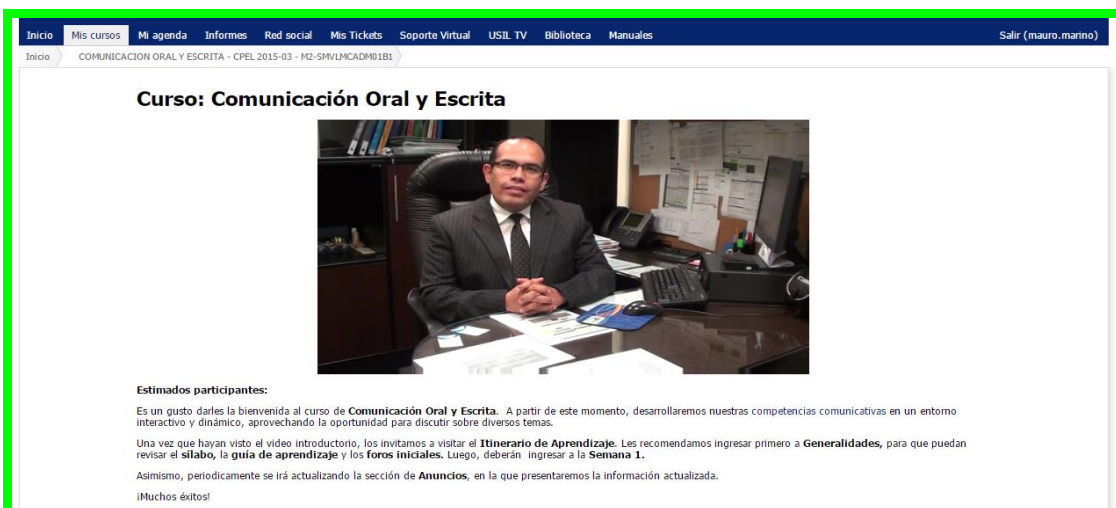 Inicio Mis cursos Mi agenda Informes Red social Mis Tickets Soporte Virtual USIL TV Biblioteca Manuales Salir (mauro.marino)
Inicio COMUNICACION ORAL Y ESCRITA - CPEL 2015-03 - M2-SMVLMCADM01B1
Curso: Comunicación Oral y Escrita
Estimados participantes:
Es un gusto darles la bienvenida al curso de Comunicación Oral y Escrita. A partir de este momento, desarrollaremos nuestras competencias comunicativas en un entorno
interactivo y dinámico, aprovechando la oportunidad para discutir sobre diversos temas.
Una vez que hayan visto el video introductorio, los invitamos a visitar el Itinerario de Aprendizaje. Les recomendamos ingresar primero a Generalidades, para que puedan
revisar el sílabo, la guía de aprendizaje y los foros iniciales. Luego, deberán ingresar a la Semana 1.
Asimismo, periodicamente se irá actualizando la sección de Anuncios, en la que presentaremos la información actualizada.
¡Muchos éxitos!